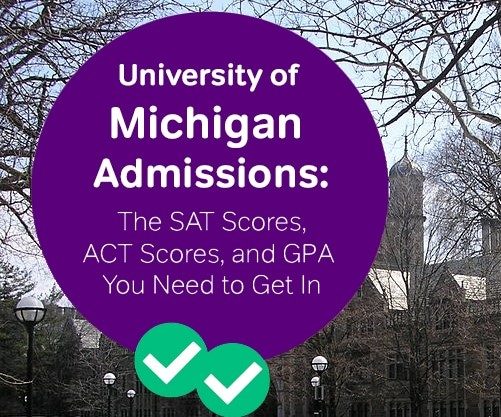 University of
Michigan
Admissions:
The SAT Scores,
ACT Scores, and GPA
You Need to Get In